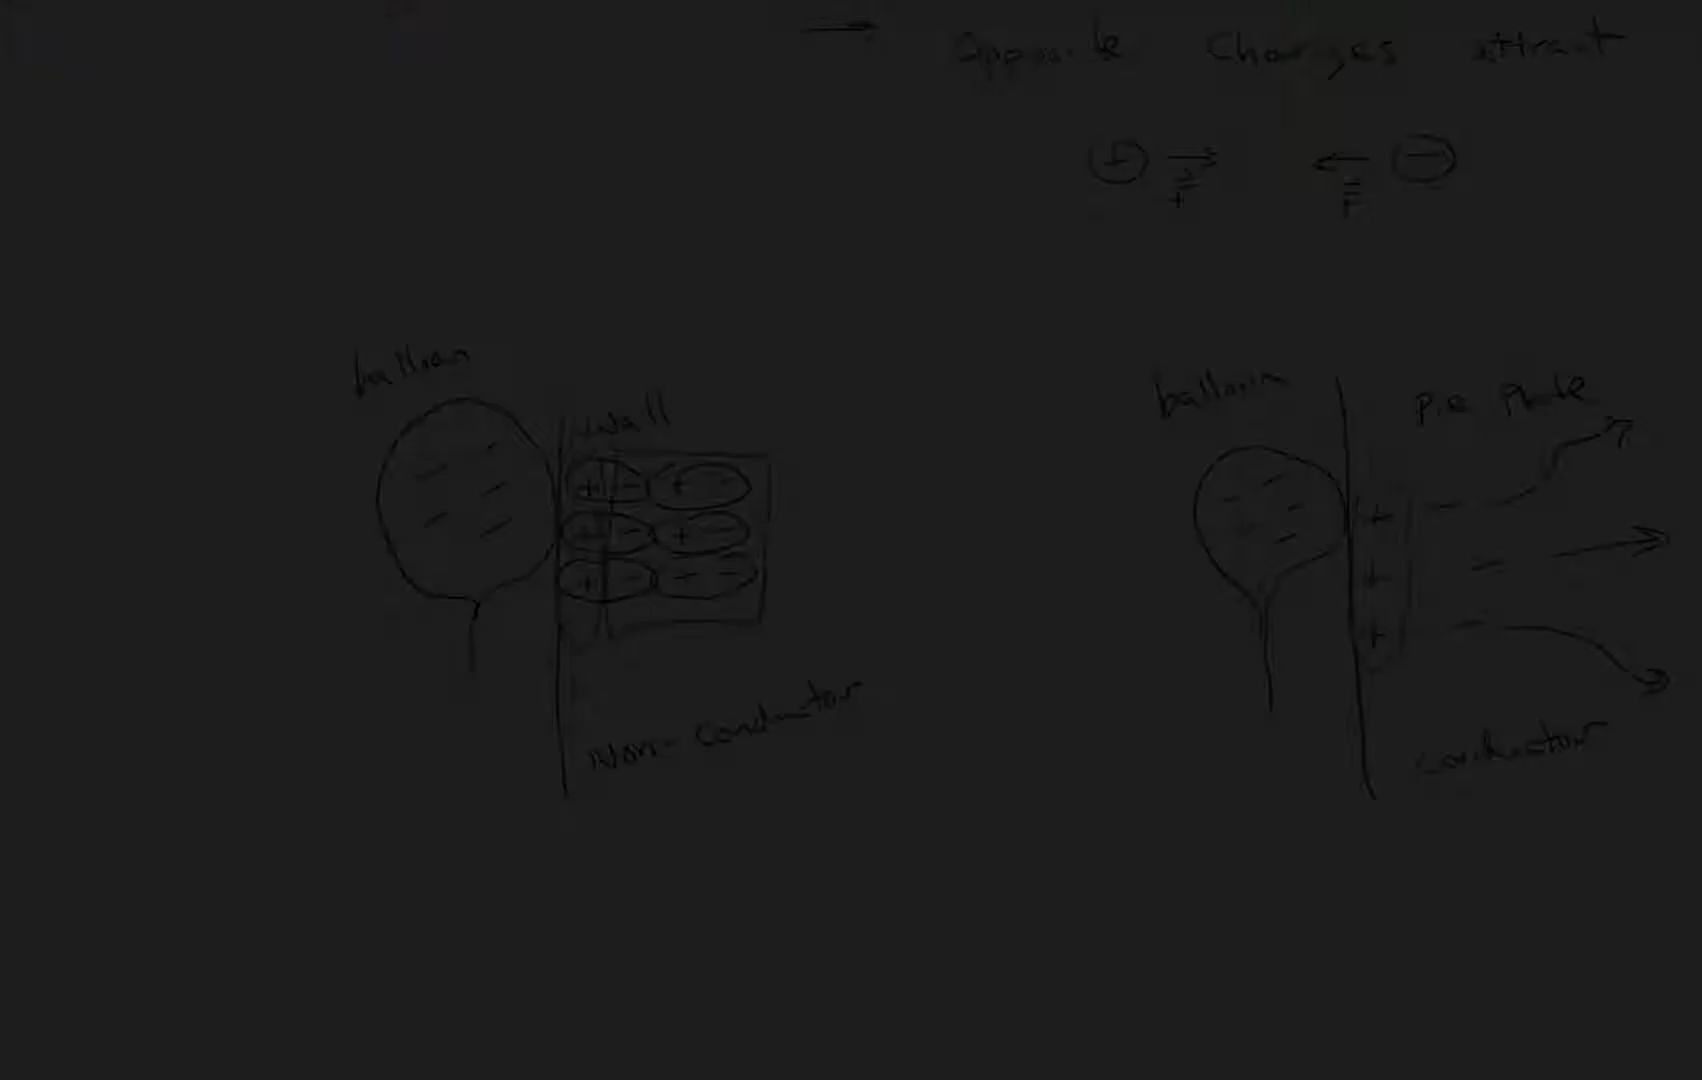 → Opposite Charges attract
+ → ← −
F F
balloon
wall
+ − + −
+ − + −
+ − − −
Non-Conductor
balloon
Pie Plate
+ −
+ −
+ −
conductor